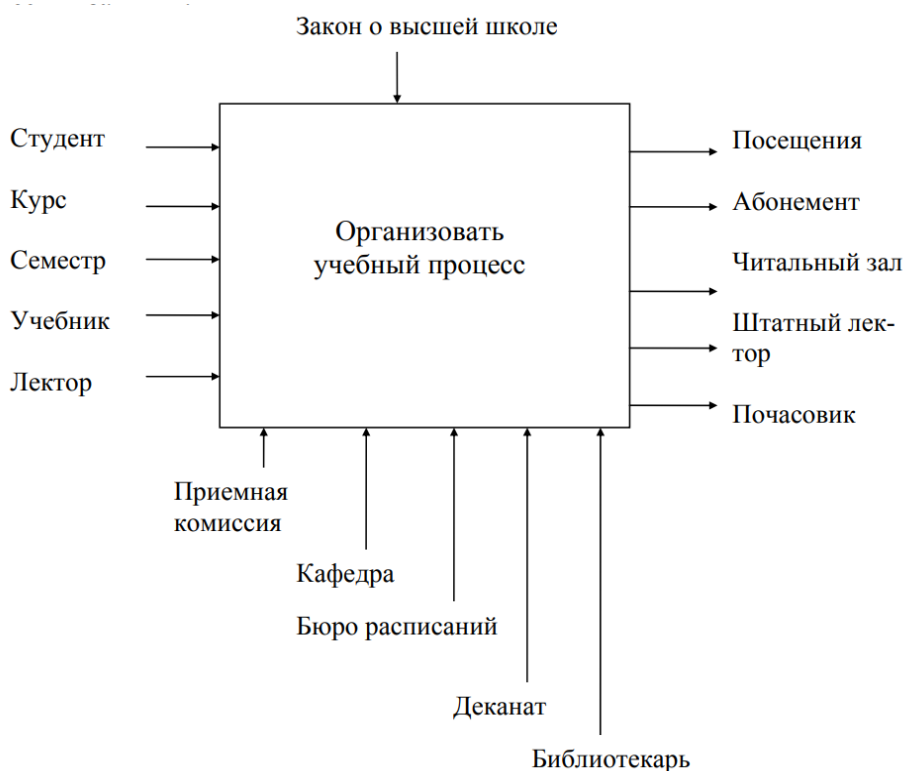 Закон о высшей школе
Студент
Курс
Семестр
Учебник
Лектор
Организовать
учебный процесс
Посещения
Абонемент
Читальный зал
Штатный лек-
тор
Почасовик
Приемная
комиссия
Кафедра
Бюро расписаний
Деканат
Библиотекарь